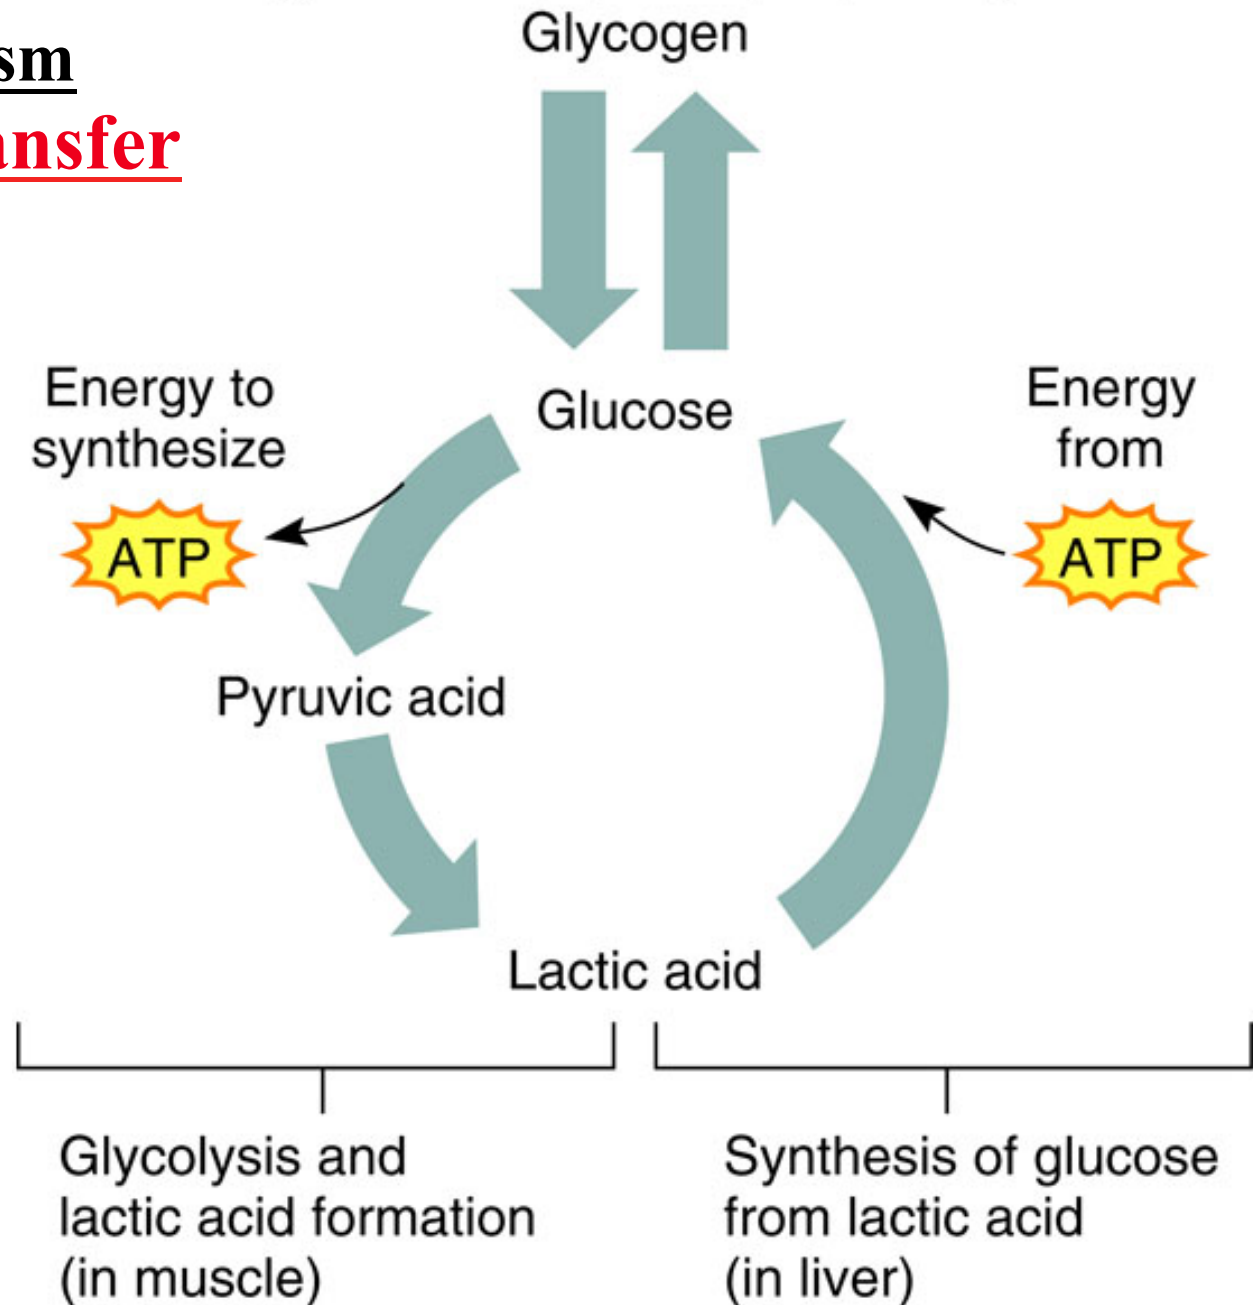 Glycogen
sm
ansfer
Energy to
synthesize
ATP
Glucose
Energy
from
ATP
Pyruvic acid
Lactic acid
Glycolysis and
lactic acid formation
(in muscle)
Synthesis of glucose
from lactic acid
(in liver)